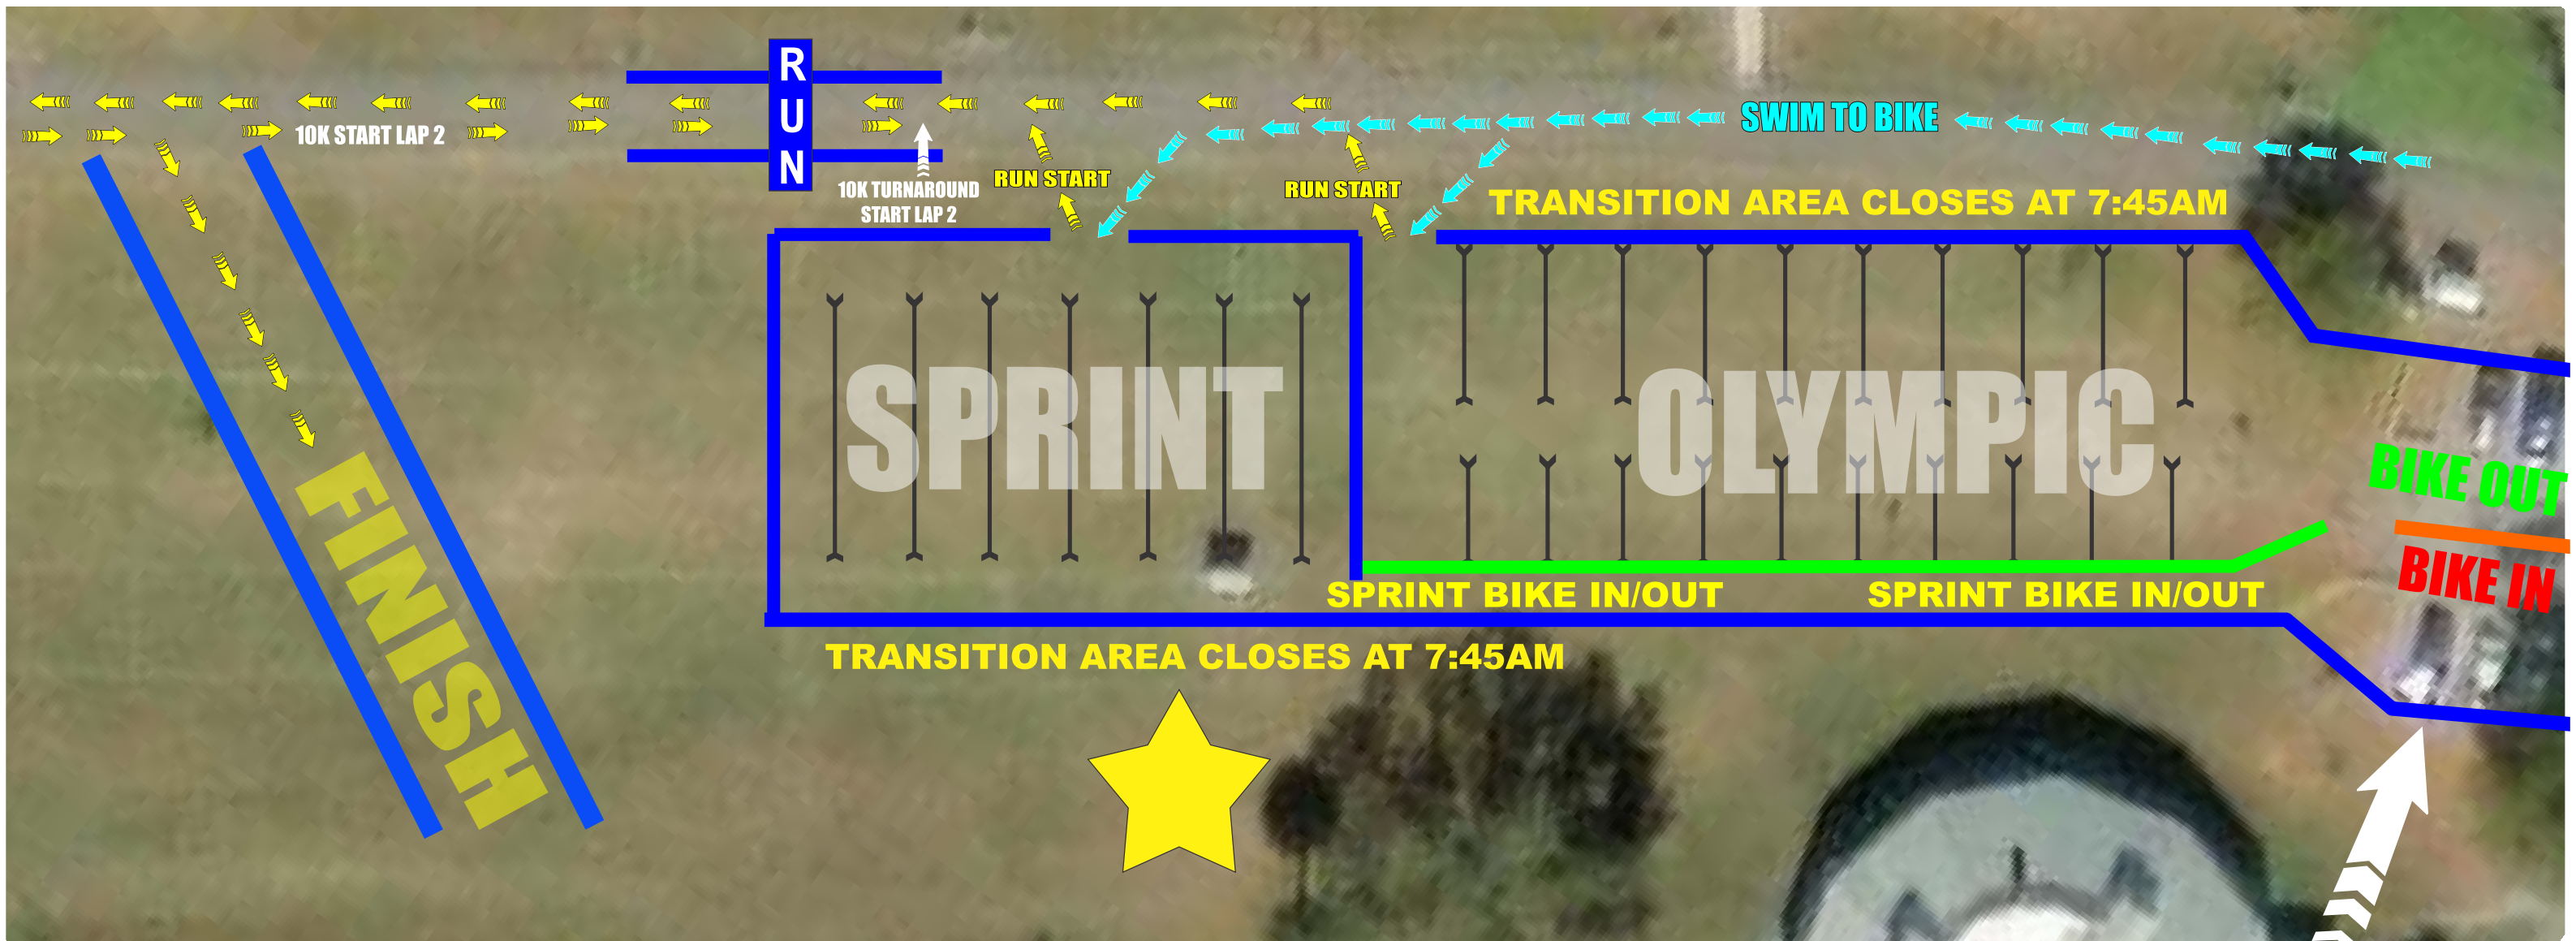 RUN
10K START LAP 2
SWIM TO BIKE
RUN START
RUN START
10K TURNAROUND
START LAP 2
TRANSITION AREA CLOSES AT 7:45AM
SPRINT
OLYMPIC
BIKE OUT
BIKE IN
SPRINT BIKE IN/OUT
SPRINT BIKE IN/OUT
FINISH
TRANSITION AREA CLOSES AT 7:45AM